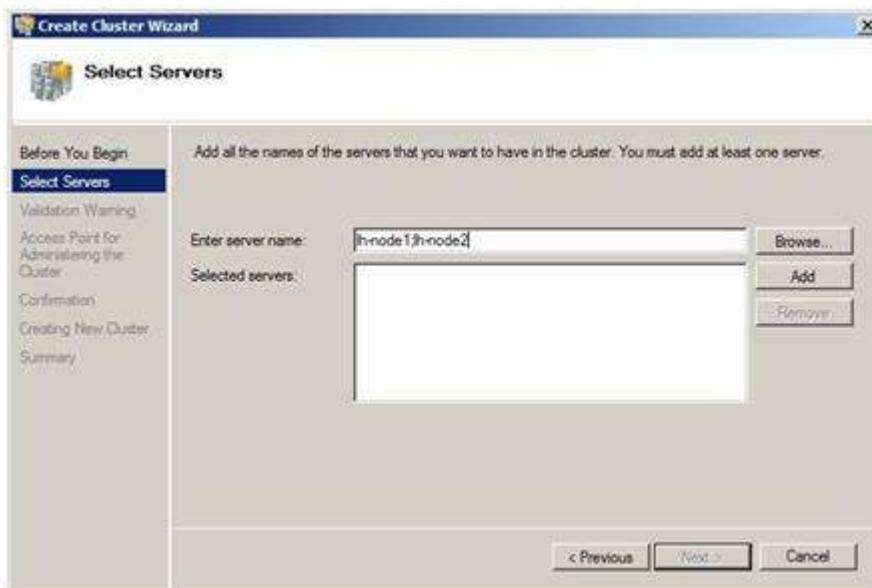 Create Cluster Wizard
Select Servers
Before You Begin
Select Servers
Validation Warning
Access Point for
Administering the
Cluster
Confirmation
Creating New Cluster
Summary
Add all the names of the servers that you want to have in the cluster. You must add at least one server.
Enter server name:
lh-node1;lh-node2
Browse...
Selected servers:
Add
Remove
< Previous
Next >
Cancel